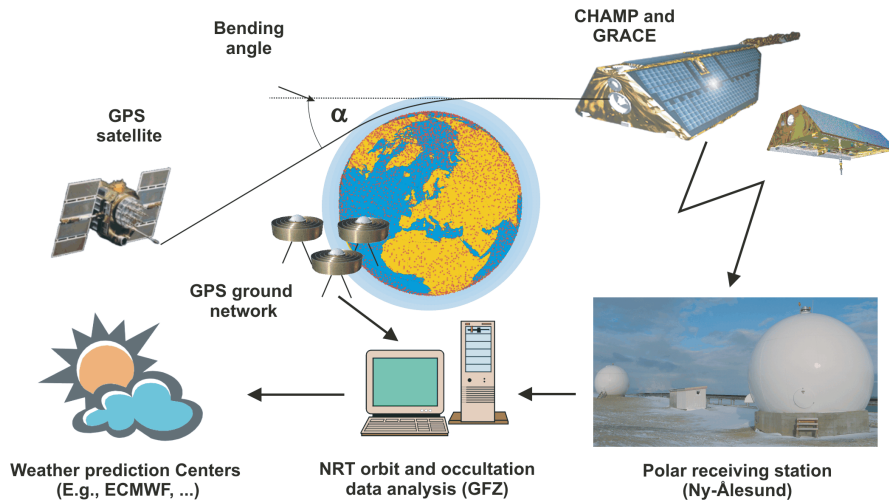 Bending
angle
CHAMP and
GRACE
α
GPS
satellite
GPS ground
network
Weather prediction Centers
(E.g., ECMWF, ...)
NRT orbit and occultation
data analysis (GFZ)
Polar receiving station
(Ny-Ålesund)